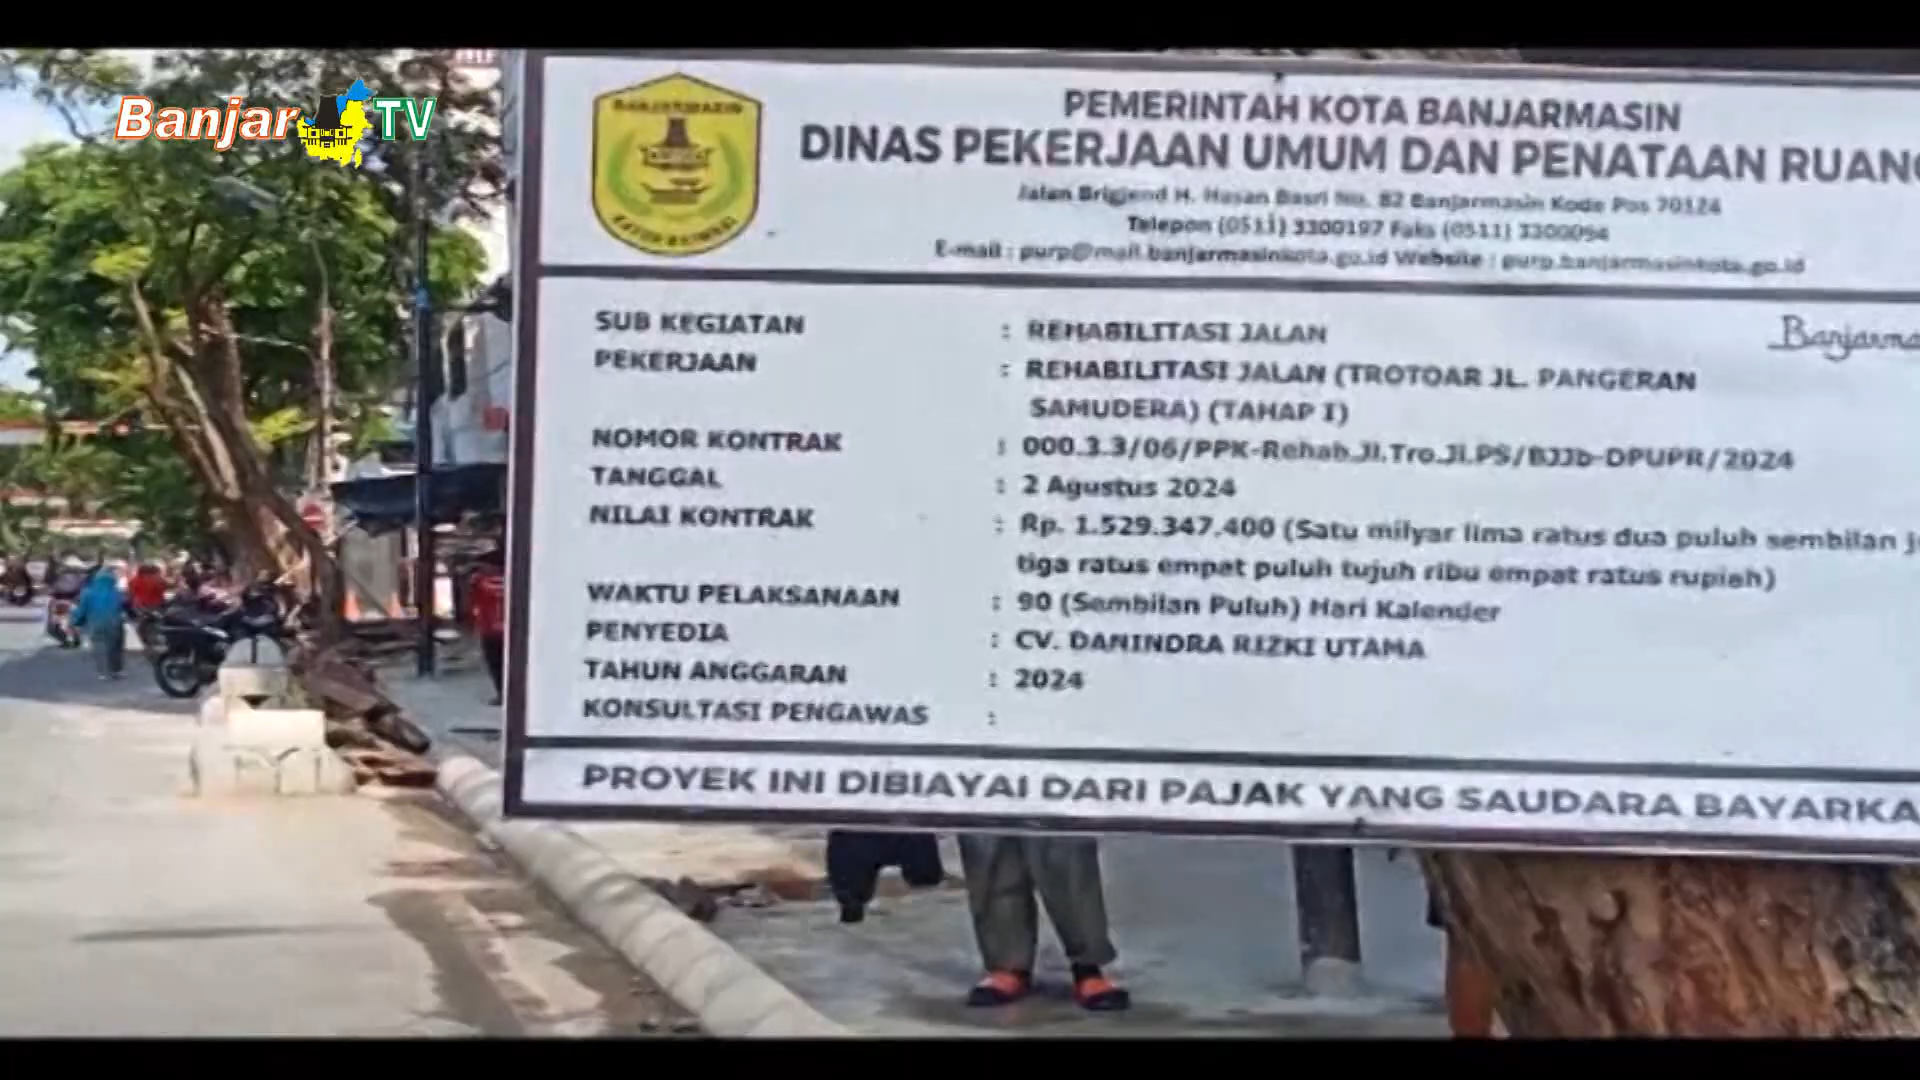 Banjar TV
BANJARMASIN
KAYUH BAIMBAI
PEMERINTAH KOTA BANJARMASIN
DINAS PEKERJAAN UMUM DAN PENATAAN RUANG
Jalan Brigjend H. Hasan Basri No. 82 Banjarmasin Kode Pos 70124
Telepon (0511) 3300197 Faks (0511) 3300094
E-mail : purp@mail.banjarmasinkota.go.id Website : purp.banjarmasinkota.go.id
Banjarma
SUB KEGIATAN : REHABILITASI JALAN
PEKERJAAN : REHABILITASI JALAN (TROTOAR JL. PANGERAN
SAMUDERA) (TAHAP I)
NOMOR KONTRAK : 000.3.3/06/PPK-Rehab.Jl.Tro.Jl.PS/BJJb-DPUPR/2024
TANGGAL : 2 Agustus 2024
NILAI KONTRAK : Rp. 1.529.347.400 (Satu milyar lima ratus dua puluh sembilan j
tiga ratus empat puluh tujuh ribu empat ratus rupiah)
WAKTU PELAKSANAAN : 90 (Sembilan Puluh) Hari Kalender
PENYEDIA : CV. DANINDRA RIZKI UTAMA
TAHUN ANGGARAN : 2024
KONSULTASI PENGAWAS :
PROYEK INI DIBIAYAI DARI PAJAK YANG SAUDARA BAYARKA